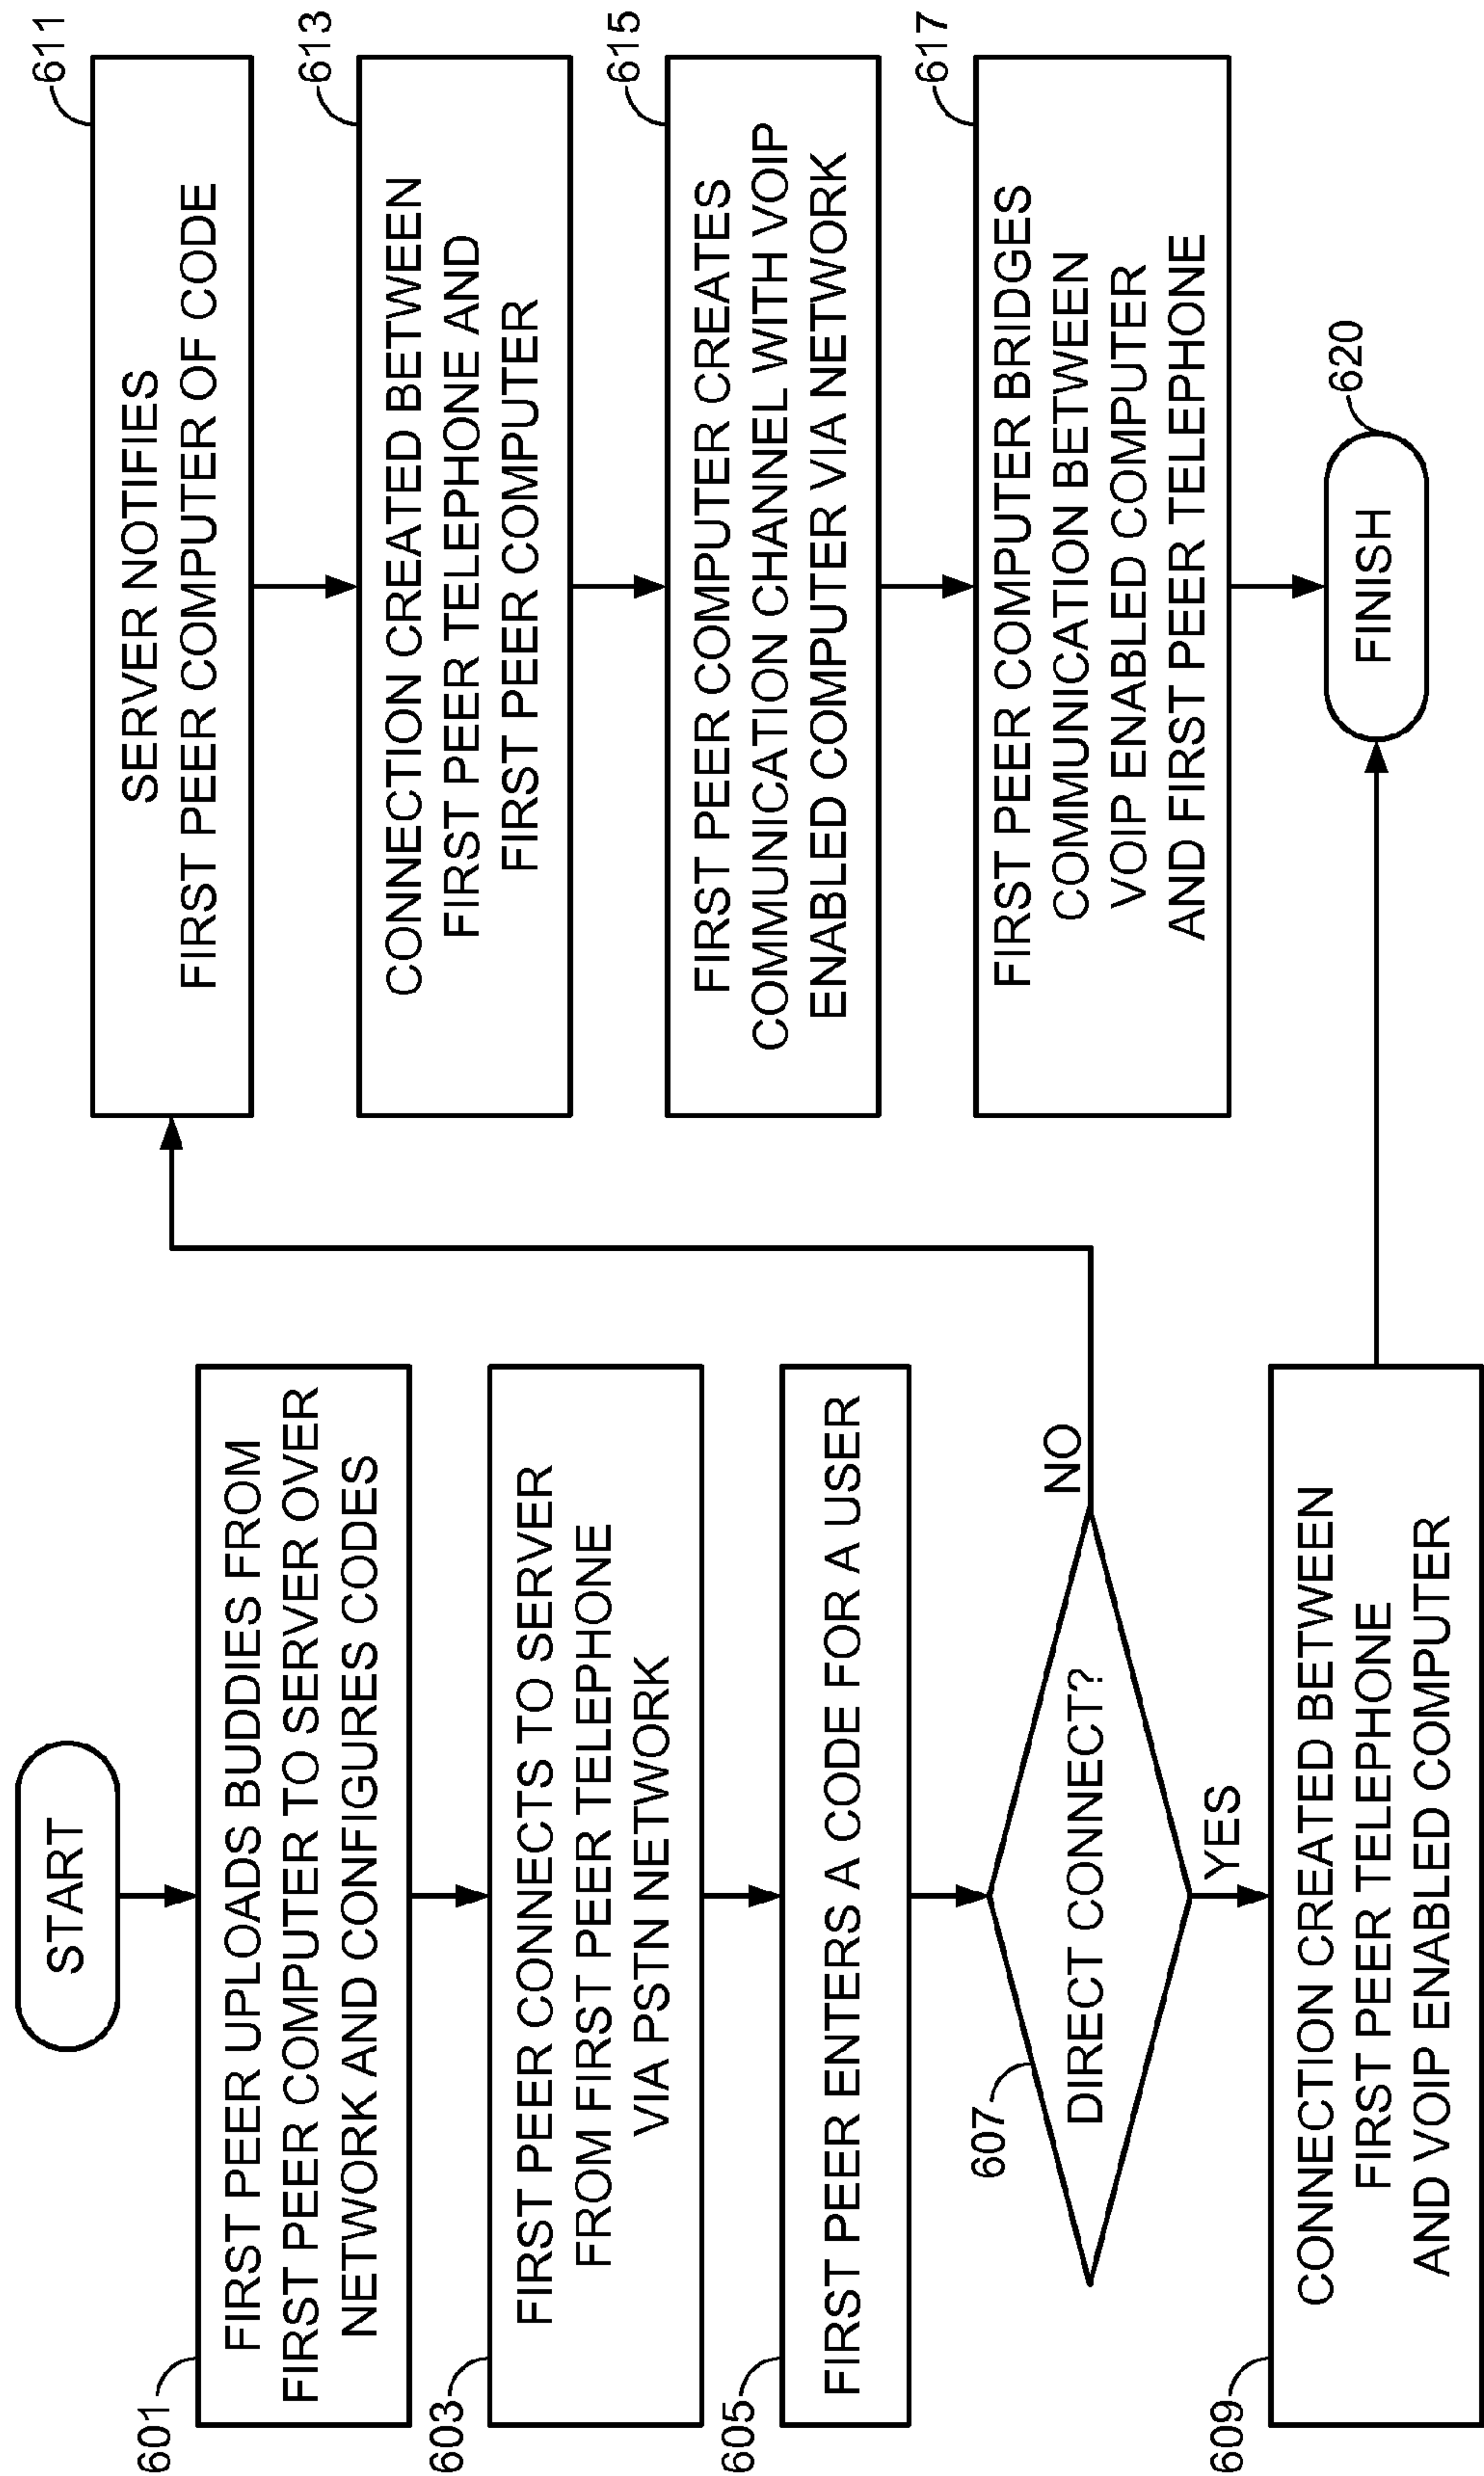 START
601
FIRST PEER UPLOADS BUDDIES FROM
FIRST PEER COMPUTER TO SERVER OVER
NETWORK AND CONFIGURES CODES
603
FIRST PEER CONNECTS TO SERVER
FROM FIRST PEER TELEPHONE
VIA PSTN NETWORK
605
FIRST PEER ENTERS A CODE FOR A USER
607
DIRECT CONNECT?
NO
YES
609
CONNECTION CREATED BETWEEN
FIRST PEER TELEPHONE
AND VOIP ENABLED COMPUTER
611
SERVER NOTIFIES
FIRST PEER COMPUTER OF CODE
613
CONNECTION CREATED BETWEEN
FIRST PEER TELEPHONE AND
FIRST PEER COMPUTER
615
FIRST PEER COMPUTER CREATES
COMMUNICATION CHANNEL WITH VOIP
ENABLED COMPUTER VIA NETWORK
617
FIRST PEER COMPUTER BRIDGES
COMMUNICATION BETWEEN
VOIP ENABLED COMPUTER
AND FIRST PEER TELEPHONE
620
FINISH